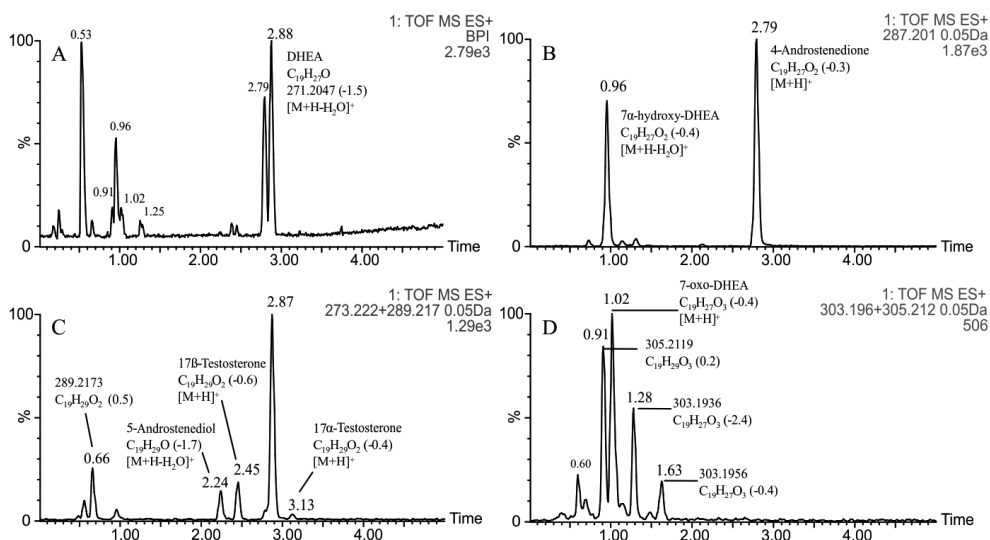 1: TOF MS ES+
BPI
2.79e3
A
100
%
0
0.53
0.91
0.96
1.02
1.25
2.79
2.88
DHEA
C₁₉H₂₇O
271.2047 (-1.5)
[M+H-H₂O]⁺
1.00 2.00 3.00 4.00
Time
1: TOF MS ES+
287.201 0.05Da
1.87e3
B
100
%
0
0.96
7α-hydroxy-DHEA
C₁₉H₂₇O₂ (-0.4)
[M+H-H₂O]⁺
2.79
4-Androstenedione
C₁₉H₂₇O₂ (-0.3)
[M+H]⁺
1.00 2.00 3.00 4.00
Time
1: TOF MS ES+
273.222+289.217 0.05Da
1.29e3
C
100
%
0
289.2173
C₁₉H₂₉O₂ (0.5)
0.66
5-Androstenediol
C₁₉H₂₉O (-1.7)
[M+H-H₂O]⁺
2.24
17ß-Testosterone
C₁₉H₂₉O₂ (-0.6)
[M+H]⁺
2.45
2.87
17α-Testosterone
C₁₉H₂₉O₂ (-0.4)
[M+H]⁺
3.13
1.00 2.00 3.00 4.00
Time
1: TOF MS ES+
303.196+305.212 0.05Da
506
D
100
%
0
7-oxo-DHEA
1.02
C₁₉H₂₇O₃ (-0.4)
[M+H]⁺
0.91
305.2119
C₁₉H₂₉O₃ (0.2)
1.28
303.1936
C₁₉H₂₇O₃ (-2.4)
0.60
1.63
303.1956
C₁₉H₂₇O₃ (-0.4)
1.00 2.00 3.00 4.00
Time